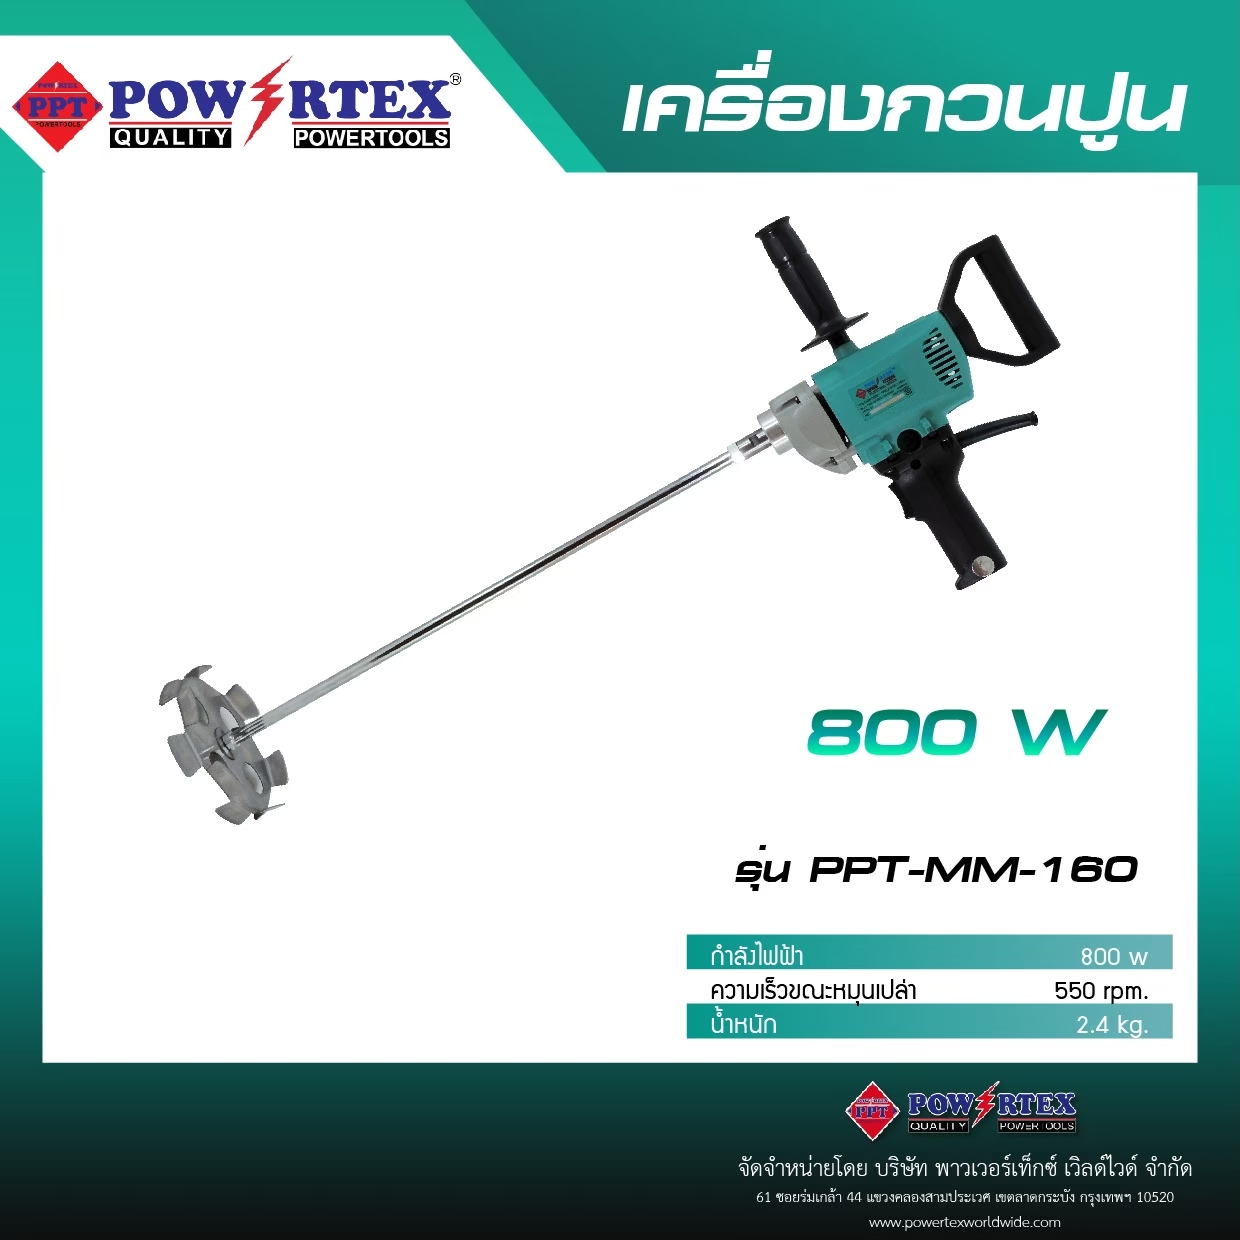 POWERTEX®
PPT
POWERTOOLS
QUALITY POWERTOOLS
เครื่องกวนปูน
800 W
รุ่น PPT-MM-160
กำลังไฟฟ้า 800 w
ความเร็วขณะหมุนเปล่า 550 rpm.
น้ำหนัก 2.4 kg.
PPT
POWERTEX
QUALITY POWERTOOLS
จัดจำหน่ายโดย บริษัท พาวเวอร์เท็กซ์ เวิลด์ไวด์ จำกัด
61 ซอยร่มเกล้า 44 แขวงคลองสามประเวศ เขตลาดกระบัง กรุงเทพฯ 10520
www.powertexworldwide.com